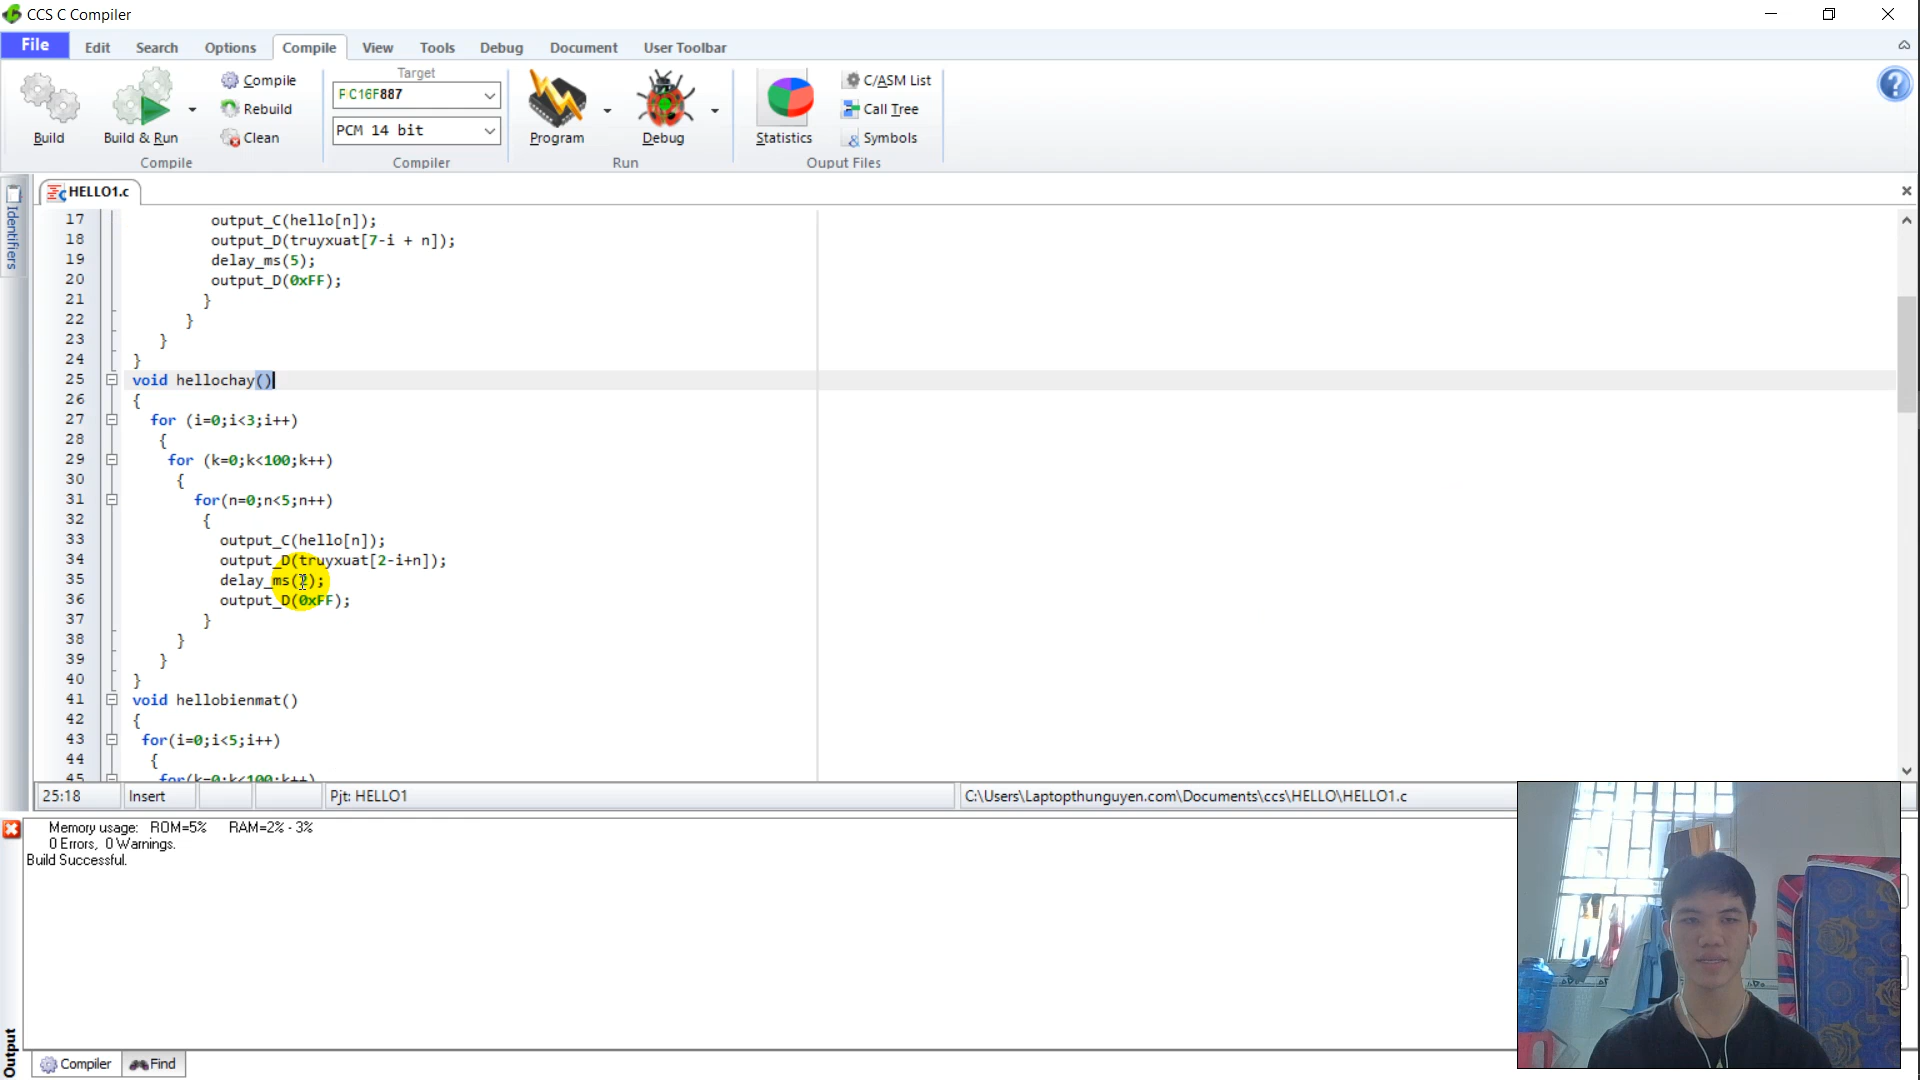 CCS C Compiler
File Edit Search Options Compile View Tools Debug Document User Toolbar
Build
Build & Run
Compile
Rebuild
Clean
Compile
Target
PIC16F887
PCM 14 bit
Compiler
Program
Debug
Run
Statistics
C/ASM List
Call Tree
Symbols
Ouput Files
Identifiers
HELLO1.c
17 output_C(hello[n]);
18 output_D(truyxuat[7-i + n]);
19 delay_ms(5);
20 output_D(0xFF);
21 }
22 }
23 }
24 }
25 void hellochay()
26 {
27 for (i=0;i<3;i++)
28 {
29 for (k=0;k<100;k++)
30 {
31 for(n=0;n<5;n++)
32 {
33 output_C(hello[n]);
34 output_D(truyxuat[2-i+n]);
35 delay_ms(2);
36 output_D(0xFF);
37 }
38 }
39 }
40 }
41 void hellobienmat()
42 {
43 for(i=0;i<5;i++)
44 {
45 for(k=0;k<100;k++)
25:18 Insert Pjt: HELLO1 C:\Users\Laptopthunguyen.com\Documents\ccs\HELLO\HELLO1.c
Memory usage: ROM=5% RAM=2% - 3%
0 Errors, 0 Warnings.
Build Successful.
Output
Compiler Find